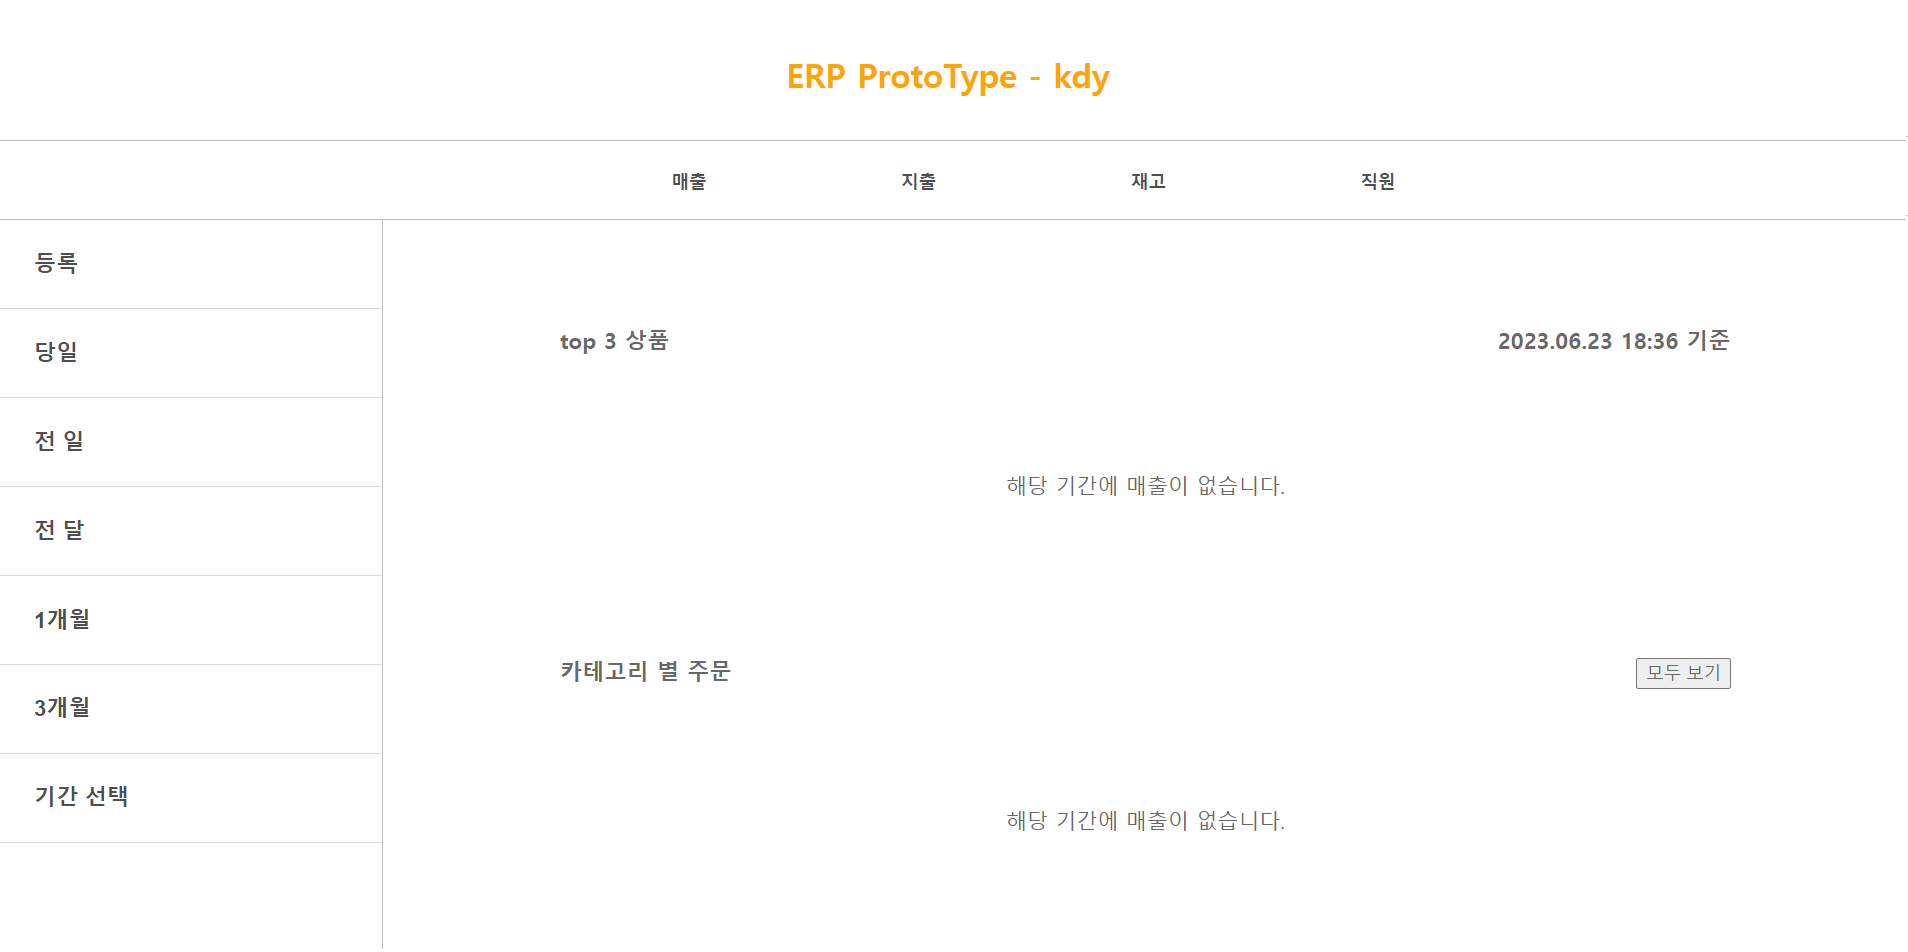 ERP ProtoType - kdy
매출 지출 재고 직원
등록
당일
전 일
전 달
1개월
3개월
기간 선택
top 3 상품 2023.06.23 18:36 기준
해당 기간에 매출이 없습니다.
카테고리 별 주문 모두 보기
해당 기간에 매출이 없습니다.